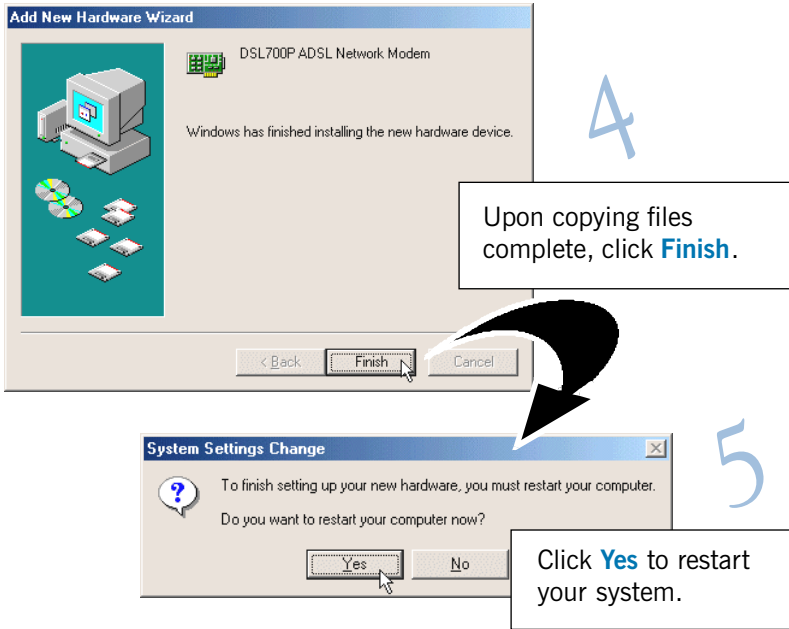 Add New Hardware Wizard
DSL700P ADSL Network Modem
Windows has finished installing the new hardware device.
4
Upon copying files
complete, click Finish.
< Back
Finish
Cancel
System Settings Change
To finish setting up your new hardware, you must restart your computer.
Do you want to restart your computer now?
Yes
No
5
Click Yes to restart
your system.